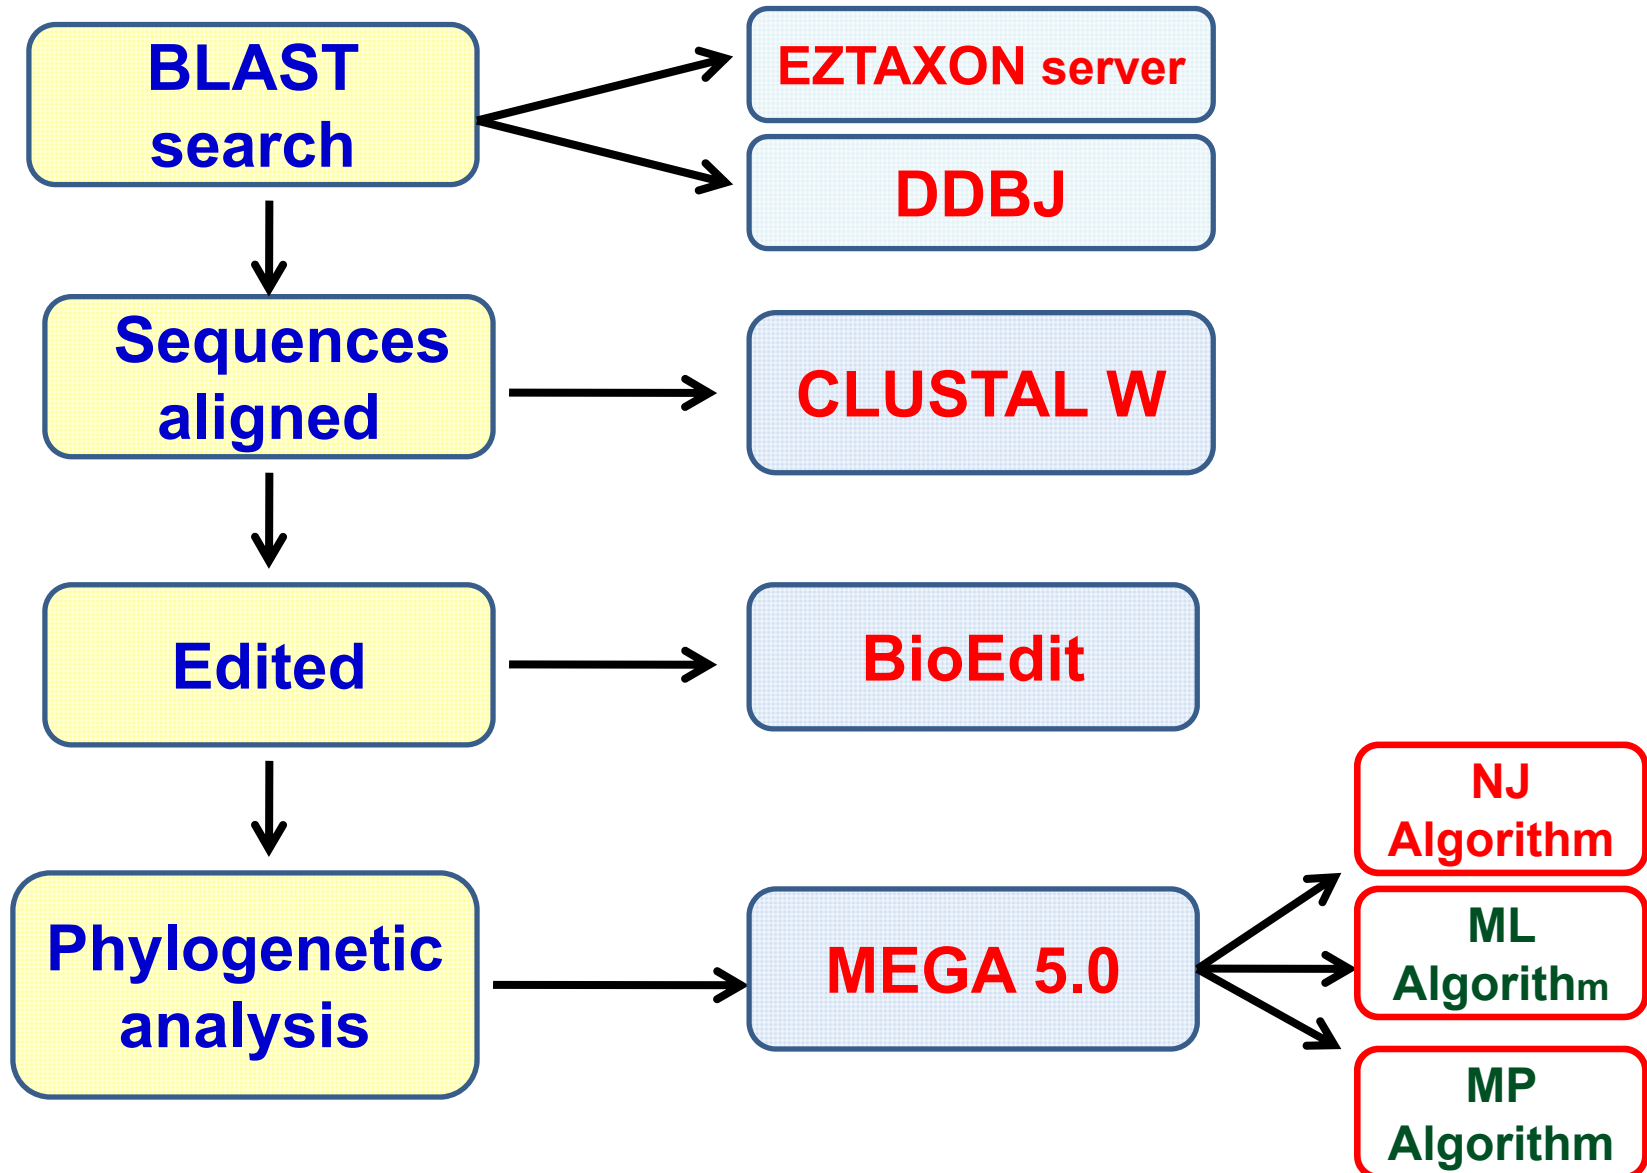 BLAST
search
EZTAXON server
DDBJ
Sequences
aligned
CLUSTAL W
Edited
BioEdit
Phylogenetic
analysis
MEGA 5.0
NJ
Algorithm
ML
Algorithm
MP
Algorithm